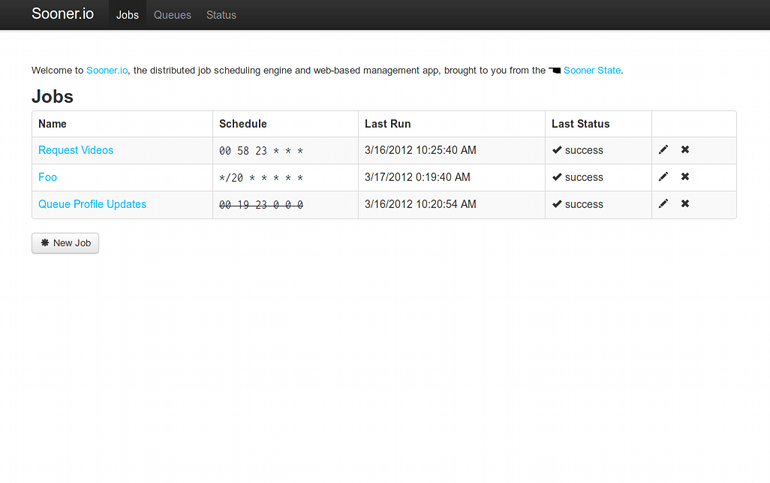 Sooner.io Jobs Queues Status
Welcome to Sooner.io, the distributed job scheduling engine and web-based management app, brought to you from the Sooner State.
Jobs
Name Schedule Last Run Last Status
Request Videos 00 58 23 * * * 3/16/2012 10:25:40 AM success
Foo */20 * * * * * 3/17/2012 0:19:40 AM success
Queue Profile Updates 00 19 23 0 0 0 3/16/2012 10:20:54 AM success
New Job